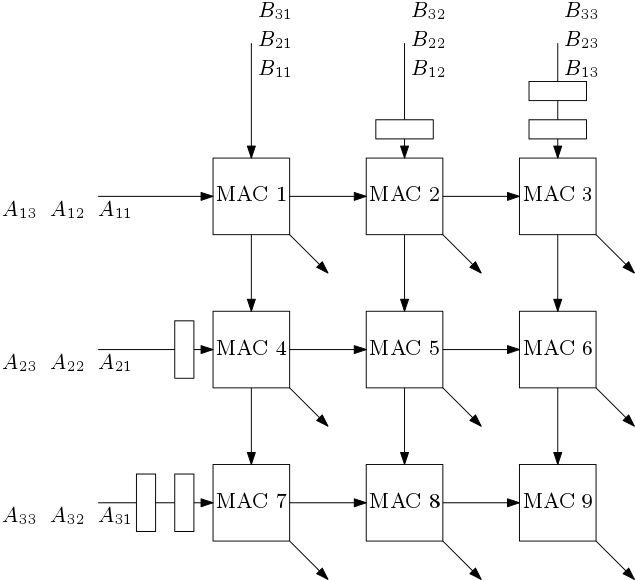 B₃₁ B₃₂ B₃₃
B₂₁ B₂₂ B₂₃
B₁₁ B₁₂ B₁₃
MAC 1 MAC 2 MAC 3
A₁₃ A₁₂ A₁₁
MAC 4 MAC 5 MAC 6
A₂₃ A₂₂ A₂₁
MAC 7 MAC 8 MAC 9
A₃₃ A₃₂ A₃₁